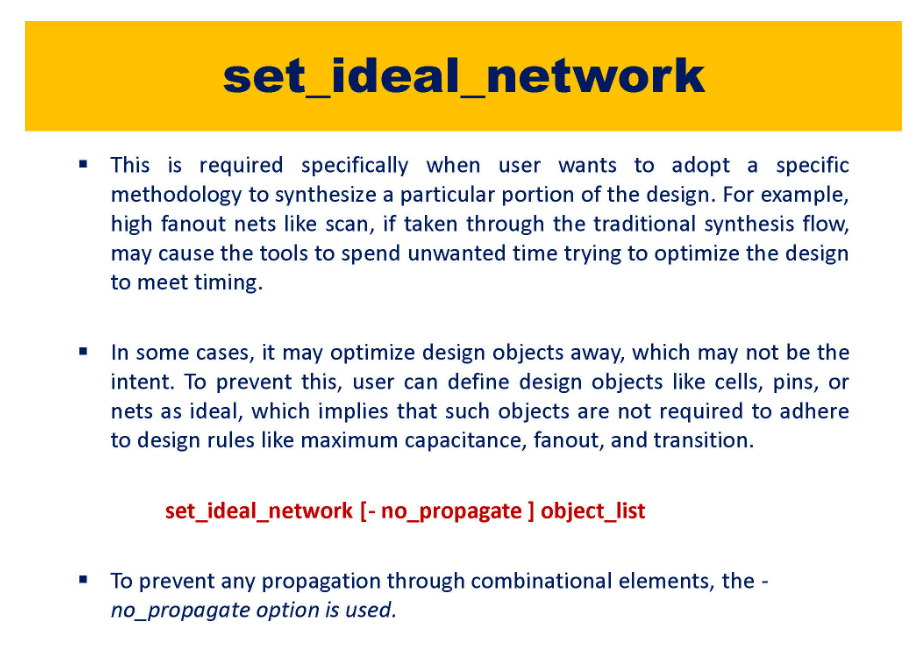 set_ideal_network
▪ This is required specifically when user wants to adopt a specific
methodology to synthesize a particular portion of the design. For example,
high fanout nets like scan, if taken through the traditional synthesis flow,
may cause the tools to spend unwanted time trying to optimize the design
to meet timing.
▪ In some cases, it may optimize design objects away, which may not be the
intent. To prevent this, user can define design objects like cells, pins, or
nets as ideal, which implies that such objects are not required to adhere
to design rules like maximum capacitance, fanout, and transition.
set_ideal_network [- no_propagate ] object_list
▪ To prevent any propagation through combinational elements, the -
no_propagate option is used.